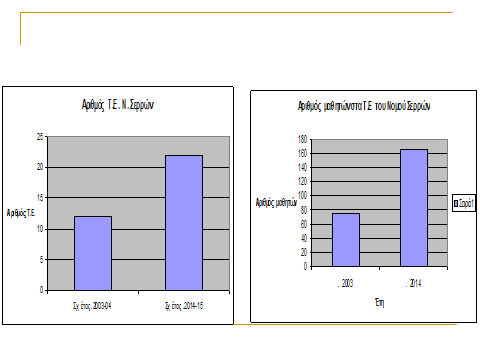 Αριθμός Τ.Ε. Ν. Σερρών
25
20
15
10
5
0
Αριθμός Τ.Ε.
Σχ. έτος. 2003-04
Σχ. έτος .2014-15
Αριθμός μαθητών στα Τ.Ε. του Νομού Σερρών
180
160
140
120
100
80
60
40
20
0
Αριθμός μαθητών
. 2003
. 2014
Έτη
Σειρά1